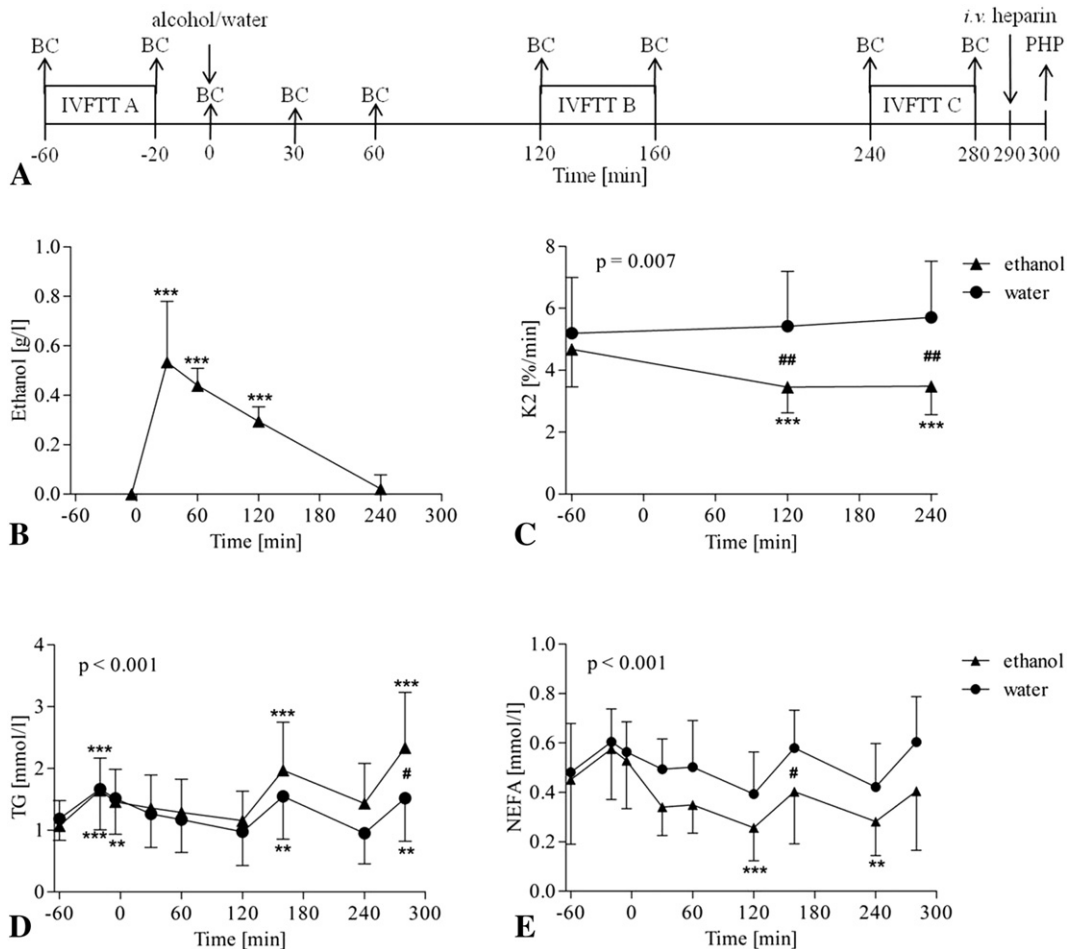 alcohol/water
i.v. heparin
BC BC BC BC BC BC PHP
BC BC BC
IVFTT A IVFTT B IVFTT C
-60 -20 0 30 60 120 160 240 280 290 300
Time [min]
A
1.0
0.8
0.6
0.4
0.2
0.0
Ethanol [g/l]
***
***
***
-60 0 60 120 180 240 300
Time [min]
B
8
6
4
2
0
K2 [%/min]
p = 0.007
ethanol
water
## ##
*** ***
-60 0 60 120 180 240
Time [min]
C
4
3
2
1
0
TG [mmol/l]
p < 0.001
*** *** ***
#
*** ** ** **
-60 0 60 120 180 240 300
Time [min]
D
1.0
0.8
0.6
0.4
0.2
0.0
NEFA [mmol/l]
p < 0.001
ethanol
water
#
*** **
-60 0 60 120 180 240 300
Time [min]
E